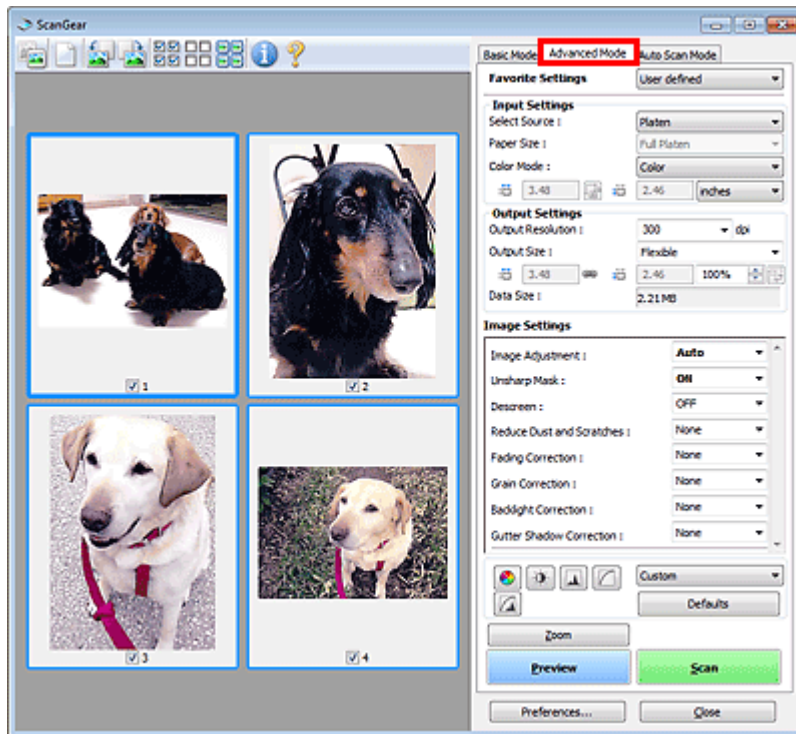 ScanGear
Basic Mode Advanced Mode Auto Scan Mode
Favorite Settings User defined
Input Settings
Select Source : Platen
Paper Size : Full Platen
Color Mode : Color
3.48 2.46 inches
Output Settings
Output Resolution : 300 dpi
Output Size : Flexible
3.48 2.46 100%
Data Size : 2.21 MB
Image Settings
Image Adjustment : Auto
Unsharp Mask : ON
Descreen : OFF
Reduce Dust and Scratches : None
Fading Correction : None
Grain Correction : None
Backlight Correction : None
Gutter Shadow Correction : None
Custom
Defaults
Zoom
Preview Scan
Preferences... Close
1 2
3 4